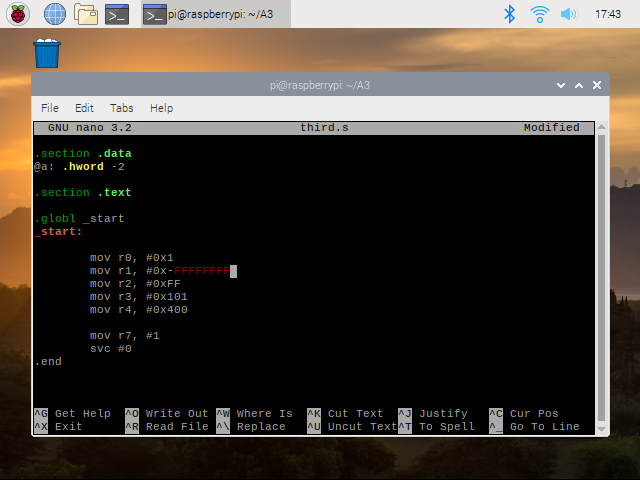 pi@raspberrypi: ~/A3
17:43
pi@raspberrypi: ~/A3
File Edit Tabs Help
GNU nano 3.2 third.s Modified
.section .data
@a: .hword -2
.section .text
.globl _start
_start:
mov r0, #0x1
mov r1, #0x-FFFFFFFF
mov r2, #0xFF
mov r3, #0x101
mov r4, #0x400
mov r7, #1
svc #0
.end
^G Get Help ^O Write Out ^W Where Is ^K Cut Text ^J Justify ^C Cur Pos
^X Exit ^R Read File ^\ Replace ^U Uncut Text ^T To Spell ^_ Go To Line